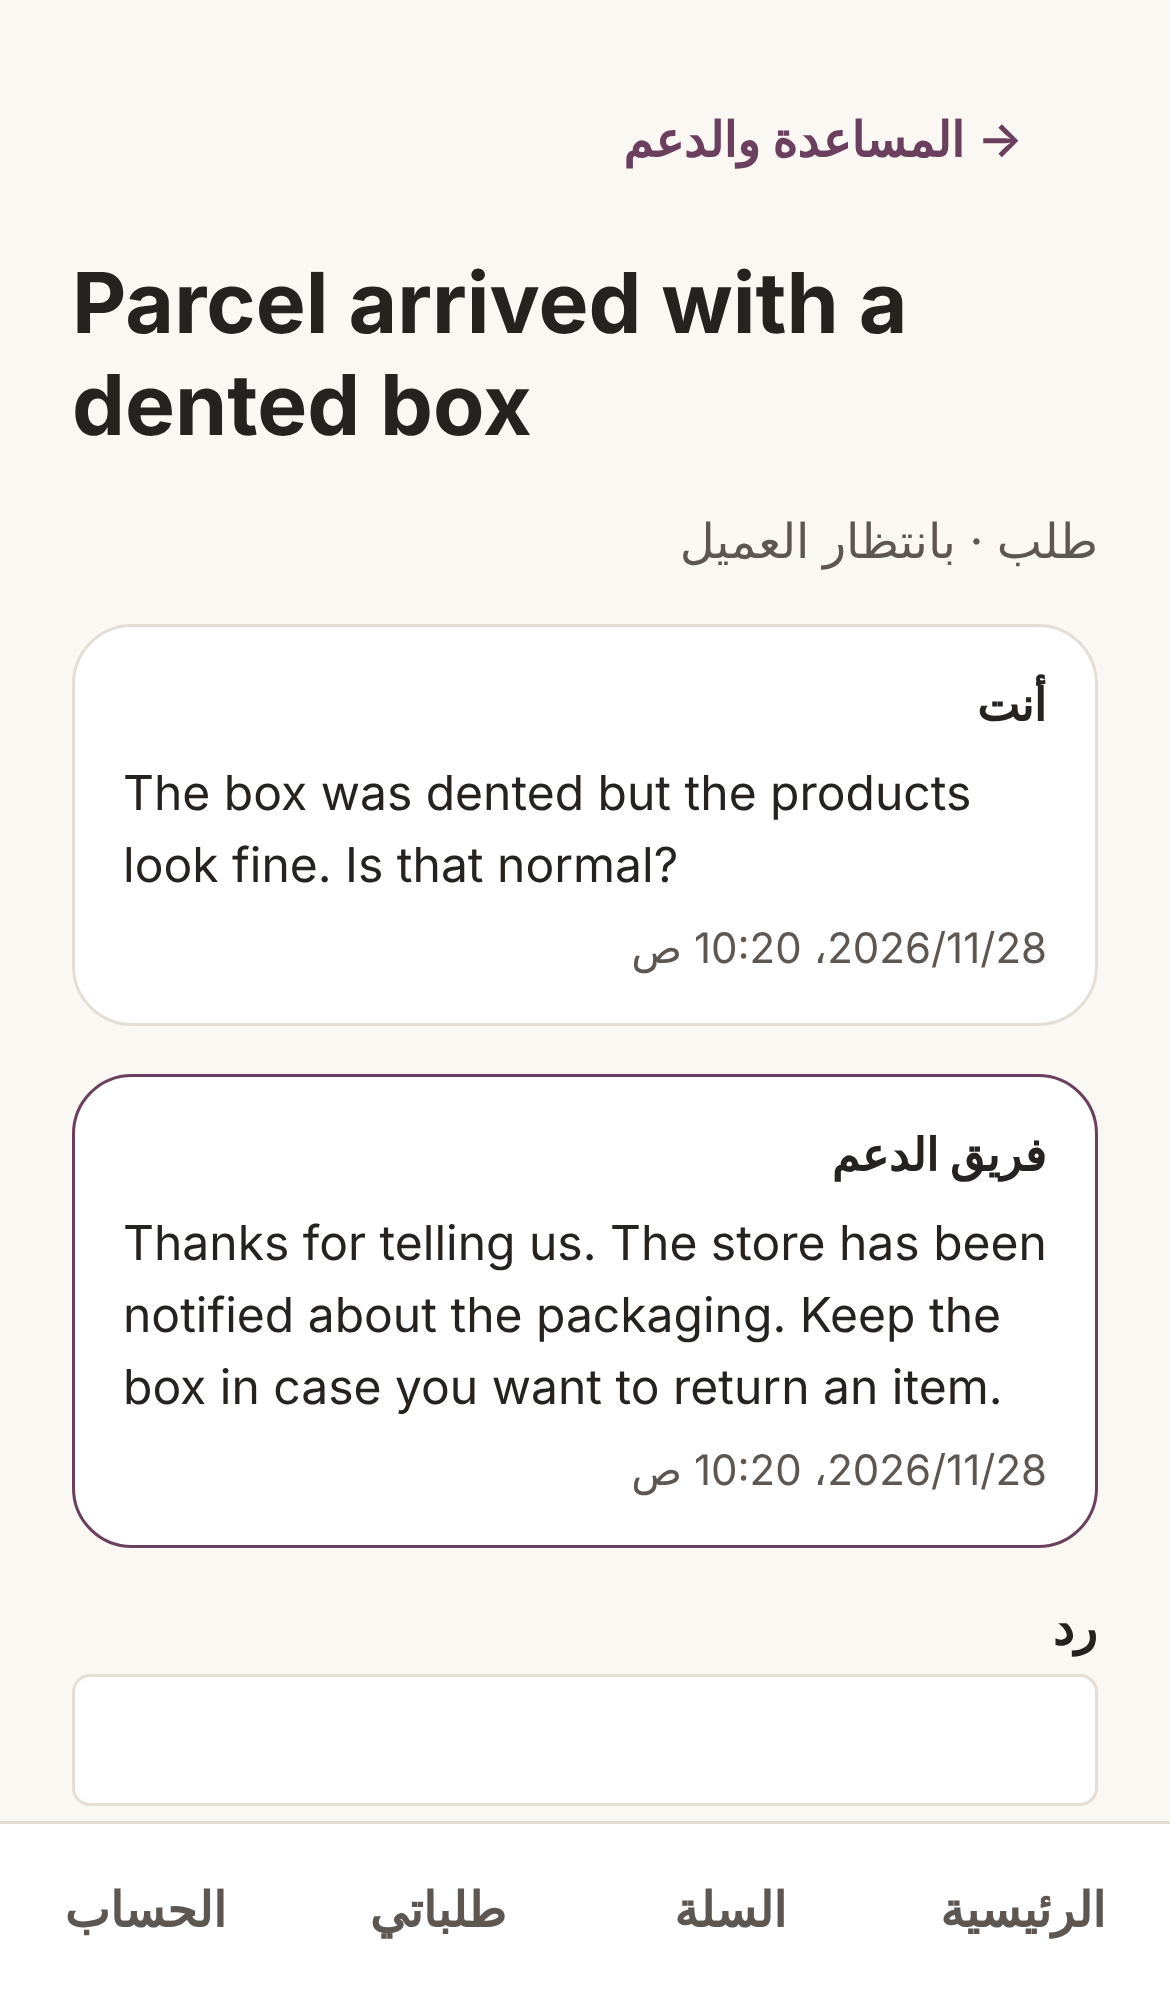 → المساعدة والدعم
Parcel arrived with a
dented box
طلب · بانتظار العميل
أنت
The box was dented but the products
look fine. Is that normal?
2026/11/28، 10:20 ص
فريق الدعم
Thanks for telling us. The store has been
notified about the packaging. Keep the
box in case you want to return an item.
2026/11/28، 10:20 ص
رد
الرئيسية
السلة
طلباتي
الحساب